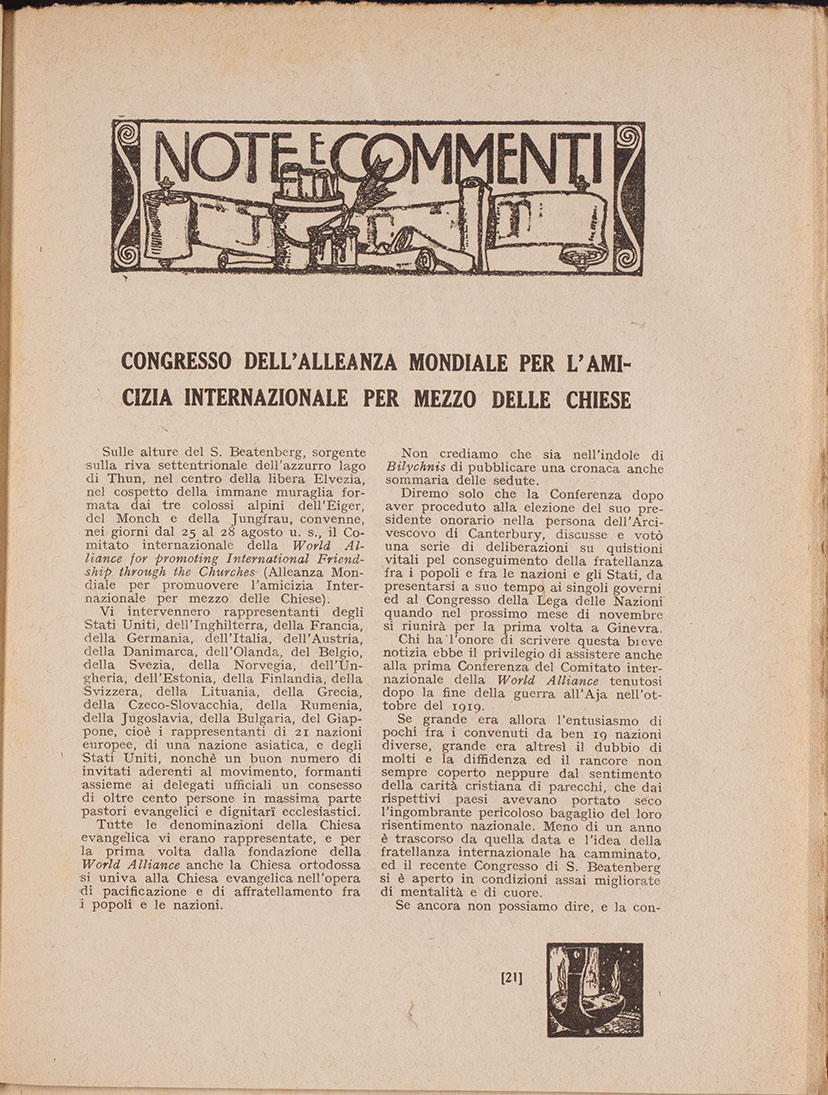 NOTE E COMMENTI
CONGRESSO DELL'ALLEANZA MONDIALE PER L'AMI-
CIZIA INTERNAZIONALE PER MEZZO DELLE CHIESE
Sulle alture del S. Beatenberg, sorgente
sulla riva settentrionale dell'azzurro lago
di Thun, nel centro della libera Elvezia,
nel cospetto della immane muraglia for-
mata dai tre colossi alpini dell'Eiger,
del Monch e della Jungfrau, convenne,
nei giorni dal 25 al 28 agosto u. s., il Co-
mitato internazionale della World Al-
liance for promoting International Friend-
ship through the Churches (Alleanza Mon-
diale per promuovere l'amicizia Inter-
nazionale per mezzo delle Chiese).
Vi intervennero rappresentanti degli
Stati Uniti, dell'Inghilterra, della Francia,
della Germania, dell'Italia, dell'Austria,
della Danimarca, dell'Olanda, del Belgio,
della Svezia, della Norvegia, dell'Un-
gheria, dell'Estonia, della Finlandia, della
Svizzera, della Lituania, della Grecia,
della Czeco-Slovacchia, della Rumenia,
della Jugoslavia, della Bulgaria, del Giap-
pone, cioè i rappresentanti di 21 nazioni
europee, di una nazione asiatica, e degli
Stati Uniti, nonchè un buon numero di
invitati aderenti al movimento, formanti
assieme ai delegati ufficiali un consesso
di oltre cento persone in massima parte
pastori evangelici e dignitarî ecclesiastici.
Tutte le denominazioni della Chiesa
evangelica vi erano rappresentate, e per
la prima volta dalla fondazione della
World Alliance anche la Chiesa ortodossa
si univa alla Chiesa evangelica nell'opera
di pacificazione e di affratellamento fra
i popoli e le nazioni.
Non crediamo che sia nell'indole di
Bilychnis di pubblicare una cronaca anche
sommaria delle sedute.
Diremo solo che la Conferenza dopo
aver proceduto alla elezione del suo pre-
sidente onorario nella persona dell'Arci-
vescovo di Canterbury, discusse e votò
una serie di deliberazioni su quistioni
vitali pel conseguimento della fratellanza
fra i popoli e fra le nazioni e gli Stati, da
presentarsi a suo tempo ai singoli governi
ed al Congresso della Lega delle Nazioni
quando nel prossimo mese di novembre
si riunirà per la prima volta a Ginevra.
Chi ha l'onore di scrivere questa breve
notizia ebbe il privilegio di assistere anche
alla prima Conferenza del Comitato inter-
nazionale della World Alliance tenutosi
dopo la fine della guerra all'Aja nell'ot-
tobre del 1919.
Se grande era allora l'entusiasmo di
pochi fra i convenuti da ben 19 nazioni
diverse, grande era altresì il dubbio di
molti e la diffidenza ed il rancore non
sempre coperto neppure dal sentimento
della carità cristiana di parecchi, che dai
rispettivi paesi avevano portato seco
l'ingombrante pericoloso bagaglio del loro
risentimento nazionale. Meno di un anno
è trascorso da quella data e l'idea della
fratellanza internazionale ha camminato,
ed il recente Congresso di S. Beatenberg
si è aperto in condizioni assai migliorate
di mentalità e di cuore.
Se ancora non possiamo dire, e la con-
[21]